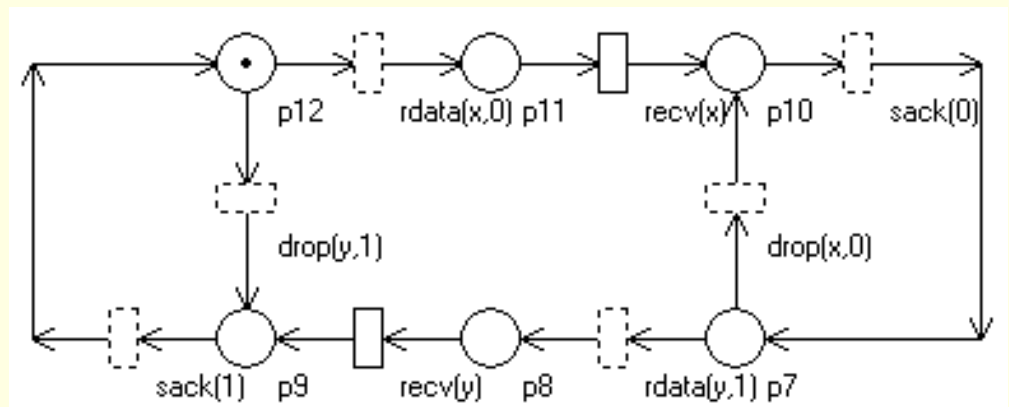 p12 rdata(x,0) p11 recv(x) p10 sack(0)
drop(y,1) drop(x,0)
sack(1) p9 recv(y) p8 rdata(y,1) p7